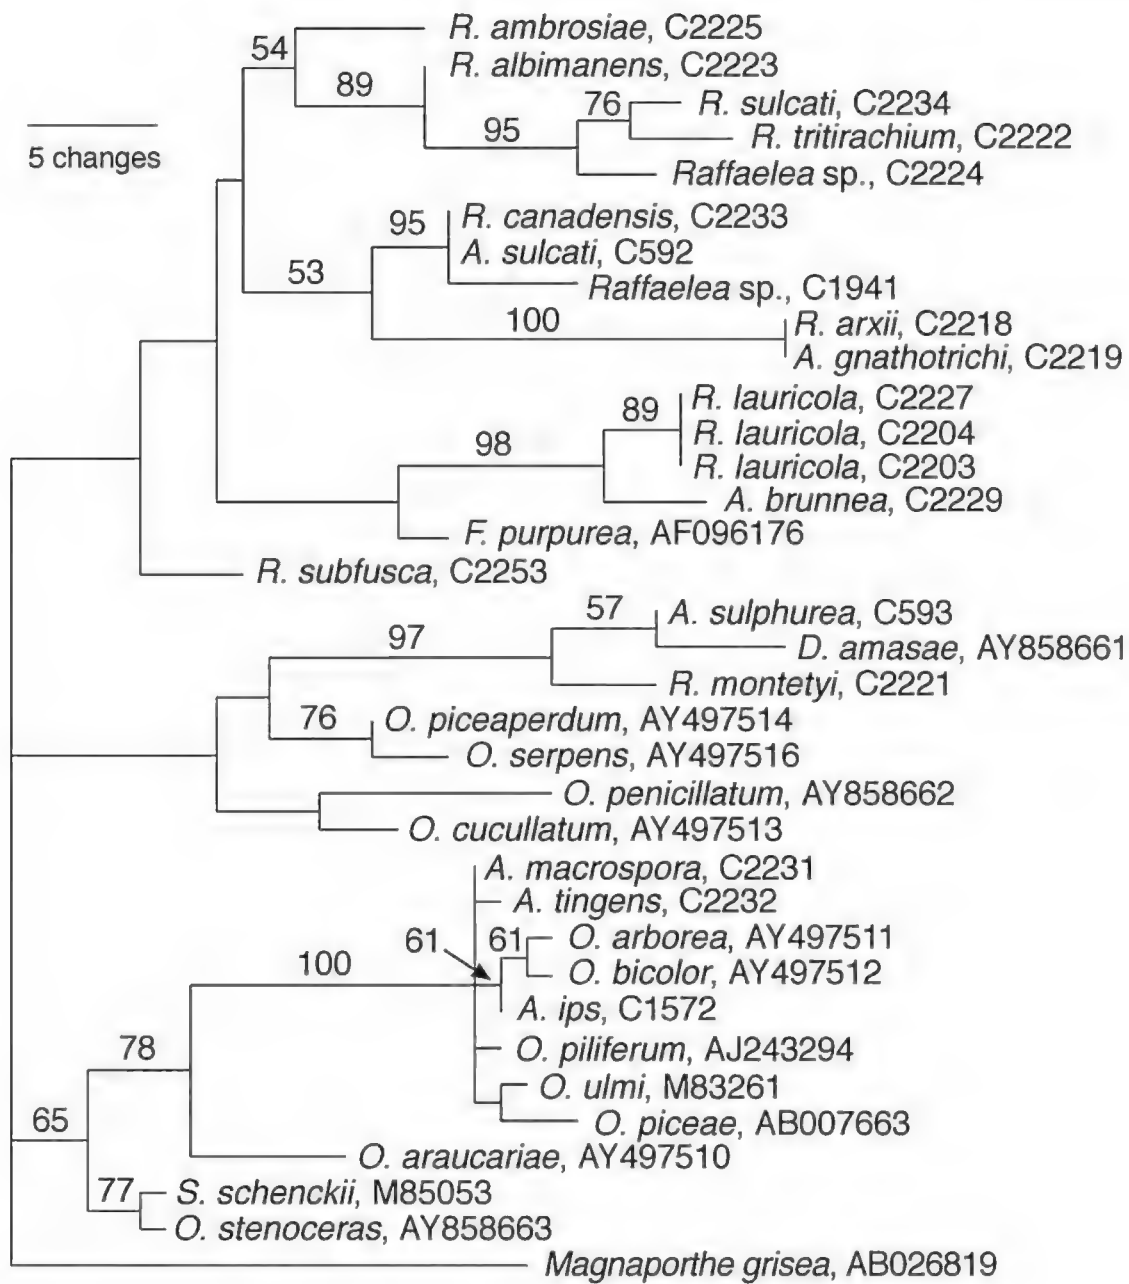 R. ambrosiae, C2225
54
R. albimanens, C2223
89
76
R. sulcati, C2234
5 changes
95
R. tritirachium, C2222
Raffaelea sp., C2224
95
R. canadensis, C2233
A. sulcati, C592
53
Raffaelea sp., C1941
100
R. arxii, C2218
A. gnathotrichi, C2219
89
R. lauricola, C2227
R. lauricola, C2204
98
R. lauricola, C2203
A. brunnea, C2229
F. purpurea, AF096176
R. subfusca, C2253
57
A. sulphurea, C593
97
D. amasae, AY858661
R. montetyi, C2221
76
O. piceaperdum, AY497514
O. serpens, AY497516
O. penicillatum, AY858662
O. cucullatum, AY497513
A. macrospora, C2231
A. tingens, C2232
61
61
O. arborea, AY497511
100
O. bicolor, AY497512
A. ips, C1572
78
O. piliferum, AJ243294
O. ulmi, M83261
65
O. piceae, AB007663
O. araucariae, AY497510
77
S. schenckii, M85053
O. stenoceras, AY858663
Magnaporthe grisea, AB026819